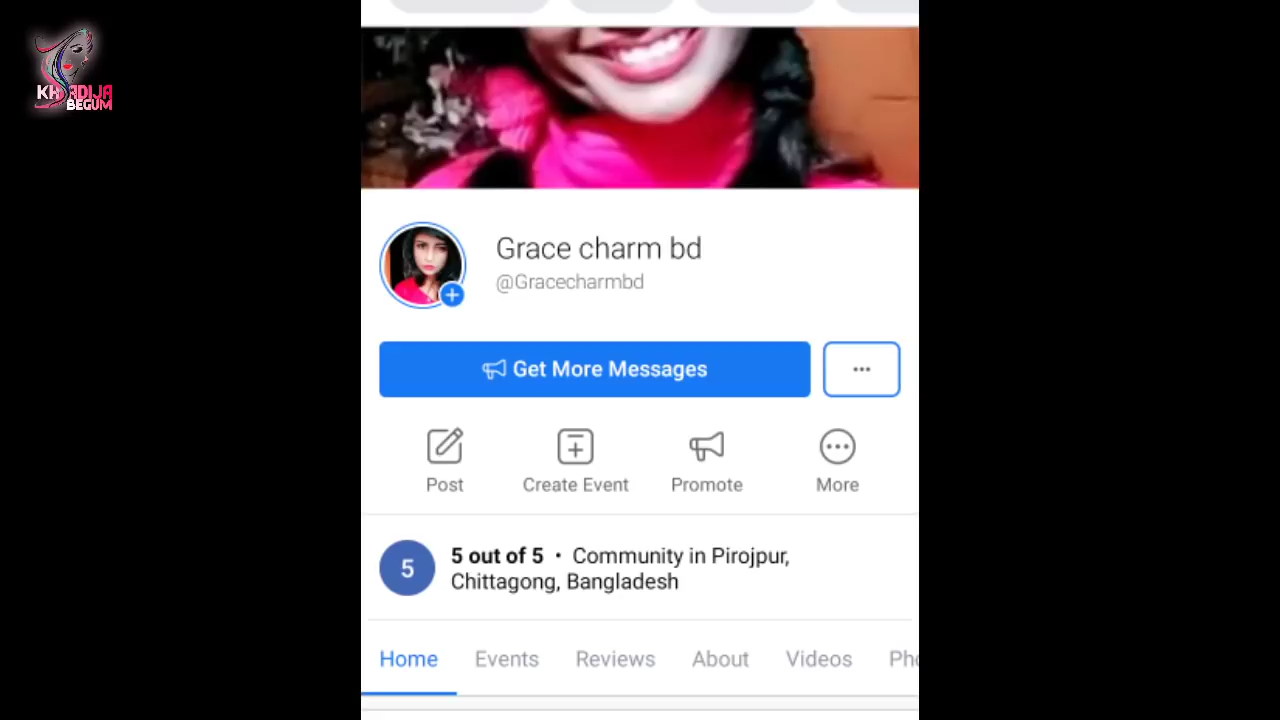 KHADIJA
BEGUM
Grace charm bd
@Gracecharmbd
Get More Messages
Post
Create Event
Promote
More
5
5 out of 5 · Community in Pirojpur,
Chittagong, Bangladesh
Home
Events
Reviews
About
Videos
Pho